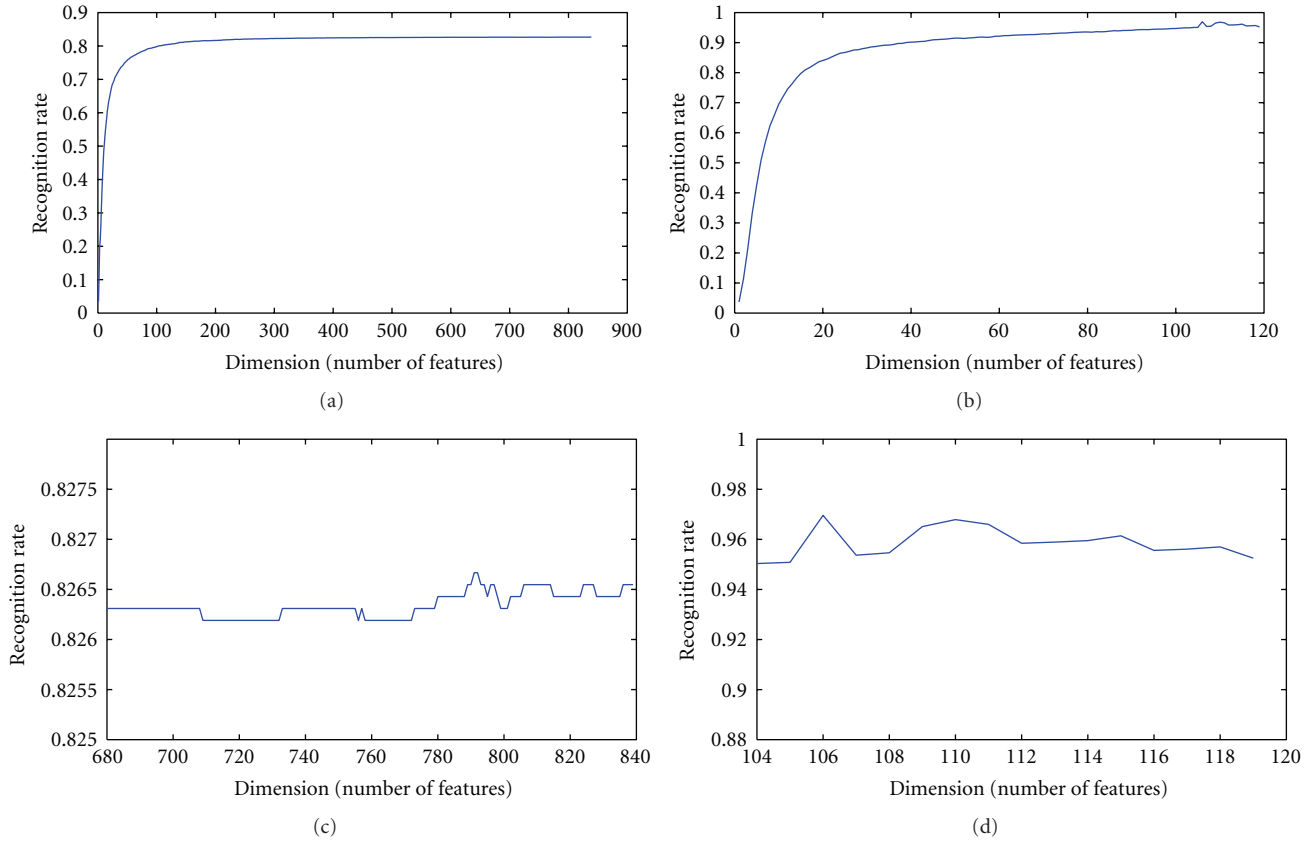 0.9
0.8
0.7
0.6
0.5
0.4
0.3
0.2
0.1
0
Recognition rate
0 100 200 300 400 500 600 700 800 900
Dimension (number of features)
(a)
1
0.9
0.8
0.7
0.6
0.5
0.4
0.3
0.2
0.1
0
Recognition rate
0 20 40 60 80 100 120
Dimension (number of features)
(b)
0.8275
0.827
0.8265
0.826
0.8255
0.825
Recognition rate
680 700 720 740 760 780 800 820 840
Dimension (number of features)
(c)
1
0.98
0.96
0.94
0.92
0.9
0.88
Recognition rate
104 106 108 110 112 114 116 118 120
Dimension (number of features)
(d)